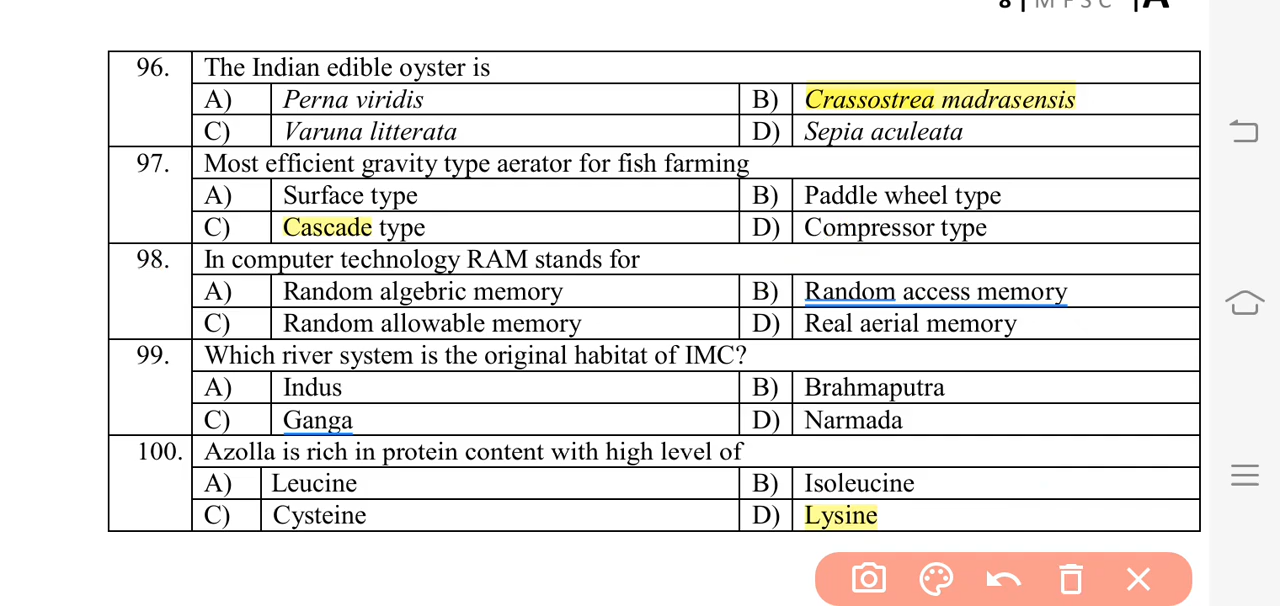 8 | M P S C | A
96. The Indian edible oyster is
A) Perna viridis B) Crassostrea madrasensis
C) Varuna litterata D) Sepia aculeata
97. Most efficient gravity type aerator for fish farming
A) Surface type B) Paddle wheel type
C) Cascade type D) Compressor type
98. In computer technology RAM stands for
A) Random algebric memory B) Random access memory
C) Random allowable memory D) Real aerial memory
99. Which river system is the original habitat of IMC?
A) Indus B) Brahmaputra
C) Ganga D) Narmada
100. Azolla is rich in protein content with high level of
A) Leucine B) Isoleucine
C) Cysteine D) Lysine